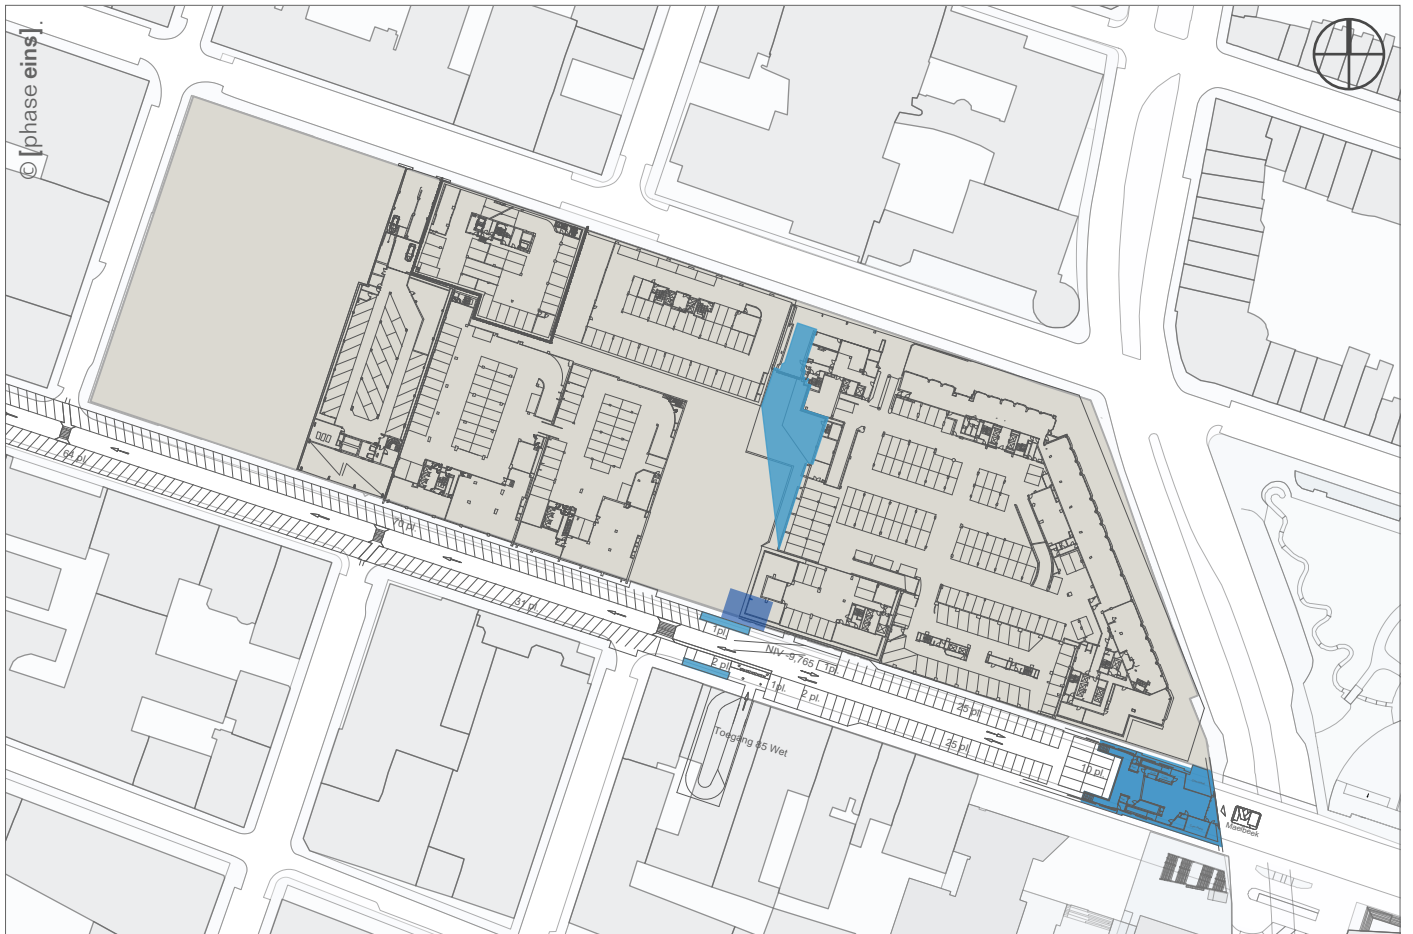 © [phase eins].
64 pl.
70 pl.
31 pl.
1pl.
2 pl.
NIV -9,765
1pl.
1pl.
2 pl.
25 pl.
25 pl.
10 pl.
Toegang 85 Wet
Maelbeek